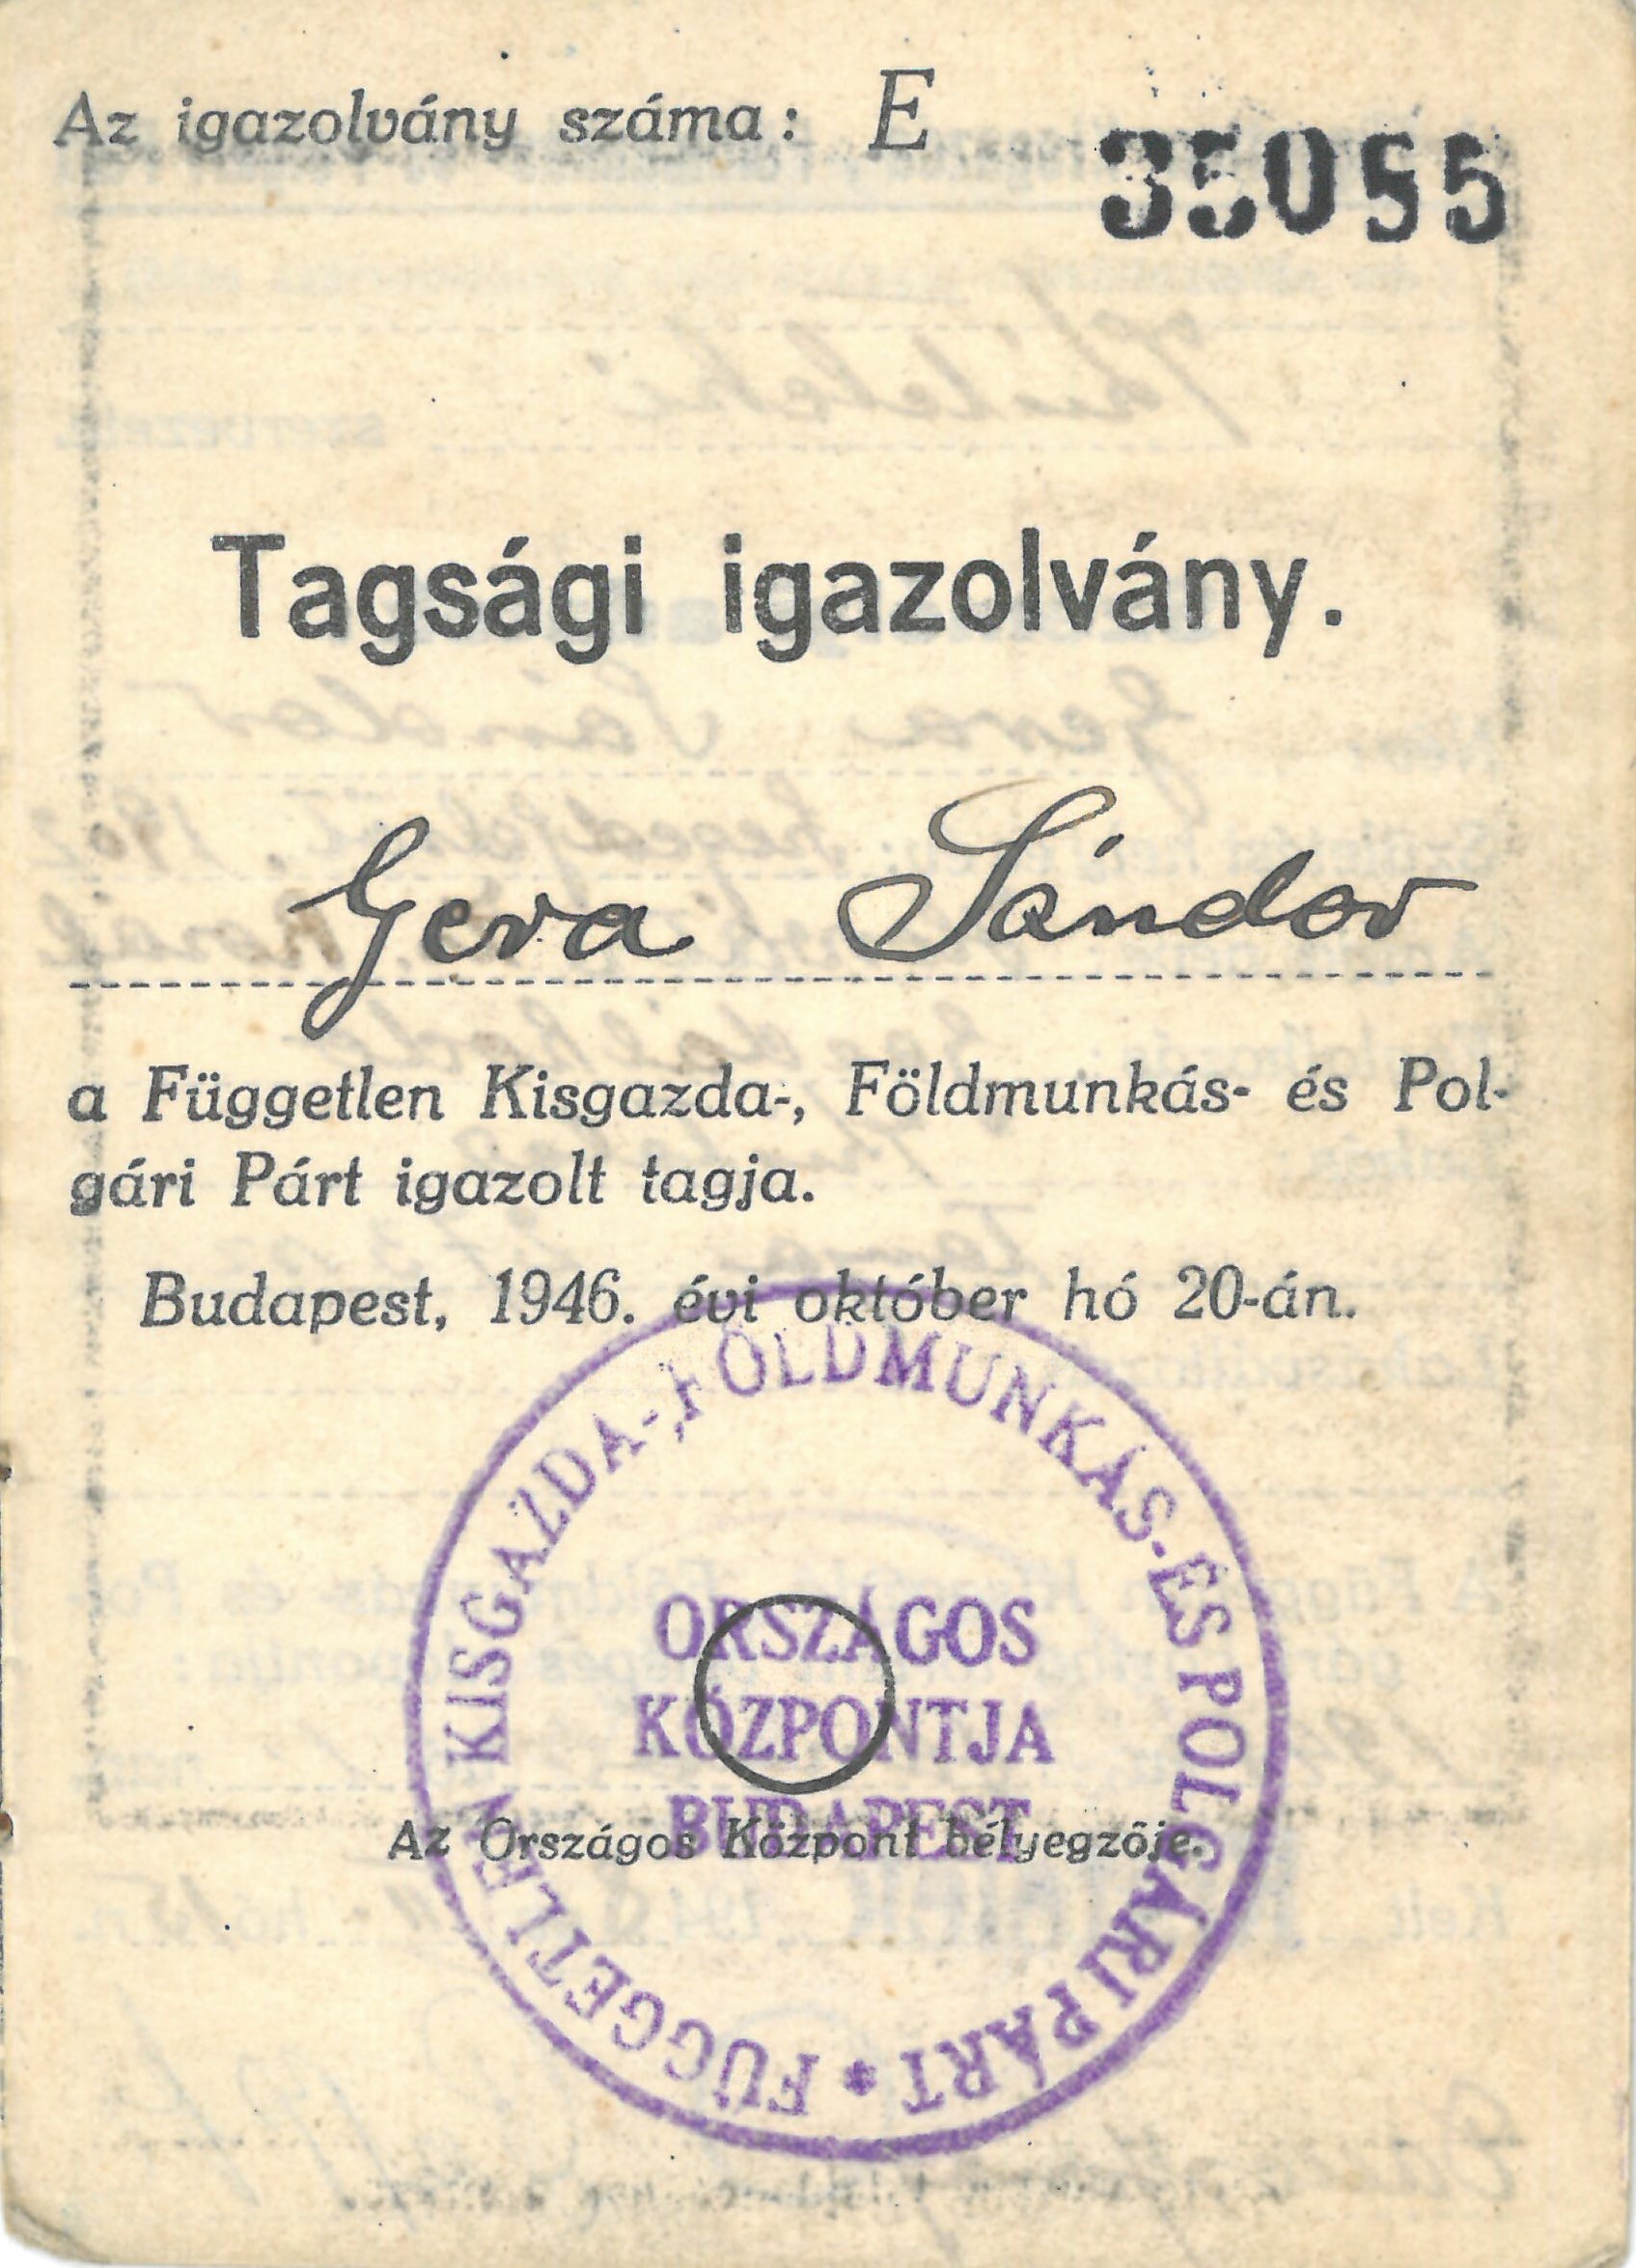 Az igazolvány száma: E 35055
Tagsági igazolvány.
Gera Sándor
a Független Kisgazda-, Földmunkás- és Pol-
gári Párt igazolt tagja.
Budapest, 1946. évi október hó 20-án.
FÜGGETLEN KISGAZDA-, FÖLDMUNKÁS- ÉS POLGÁRI PÁRT *
ORSZÁGOS
KÖZPONTJA
BUDAPEST
Az Országos Központ bélyegzője.